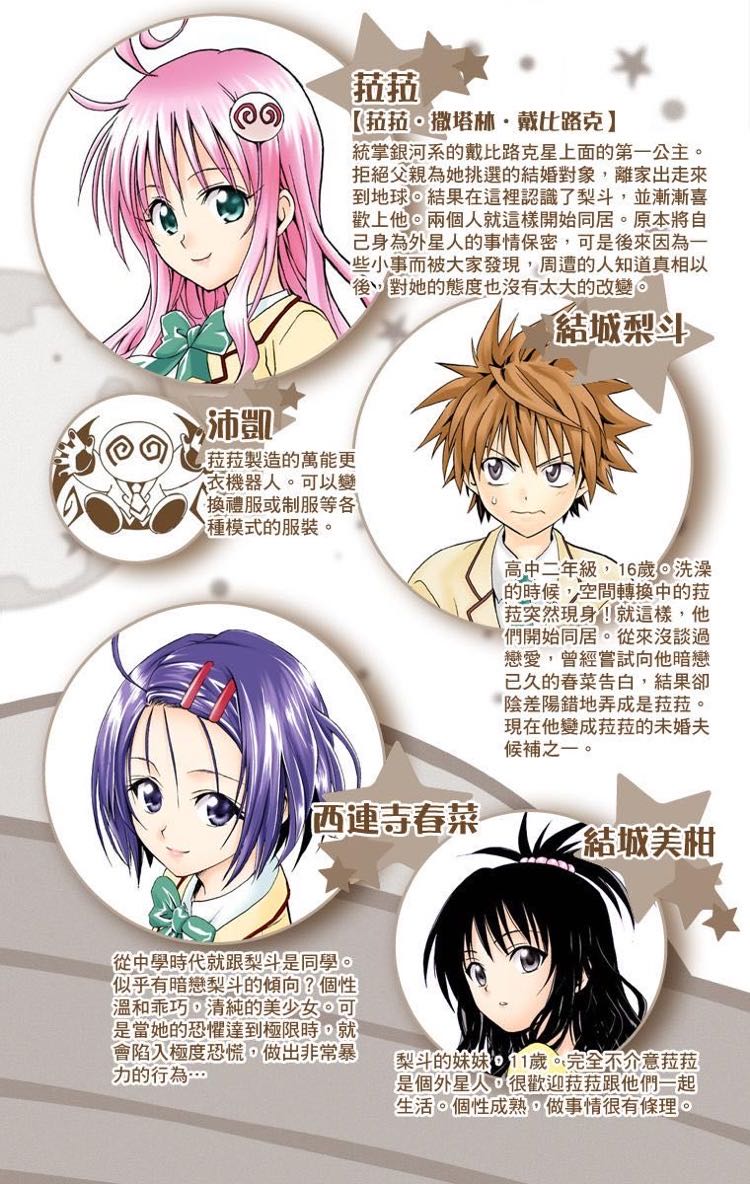 菈菈
【菈菈・撒塔林・戴比路克】
統掌銀河系的戴比路克星上面的第一公主。
拒絕父親為她挑選的結婚對象，離家出走來
到地球。結果在這裡認識了梨斗，並漸漸喜
歡上他。兩個人就這樣開始同居。原本將自
己身為外星人的事情保密，可是後來因為一
些小事而被大家發現，周遭的人知道真相以
後，對她的態度也沒有太大的改變。
結城梨斗
高中二年級，16歲。洗澡
的時候，空間轉換中的菈
菈突然現身！就這樣，他
們開始同居。從來沒談過
戀愛，曾經嘗試向他暗戀
已久的春菜告白，結果卻
陰差陽錯地弄成是菈菈。
現在他變成菈菈的未婚夫
候補之一。
沛凱
菈菈製造的萬能更
衣機器人。可以變
換禮服或制服等各
種模式的服裝。
西連寺春菜
從中學時代就跟梨斗是同學。
似乎有暗戀梨斗的傾向？個性
溫和乖巧，清純的美少女。可
是當她的恐懼達到極限時，就
會陷入極度恐慌，做出非常暴
力的行為…
結城美柑
梨斗的妹妹，11歲。完全不介意菈菈
是個外星人，很歡迎菈菈跟他們一起
生活。個性成熟，做事情很有條理。